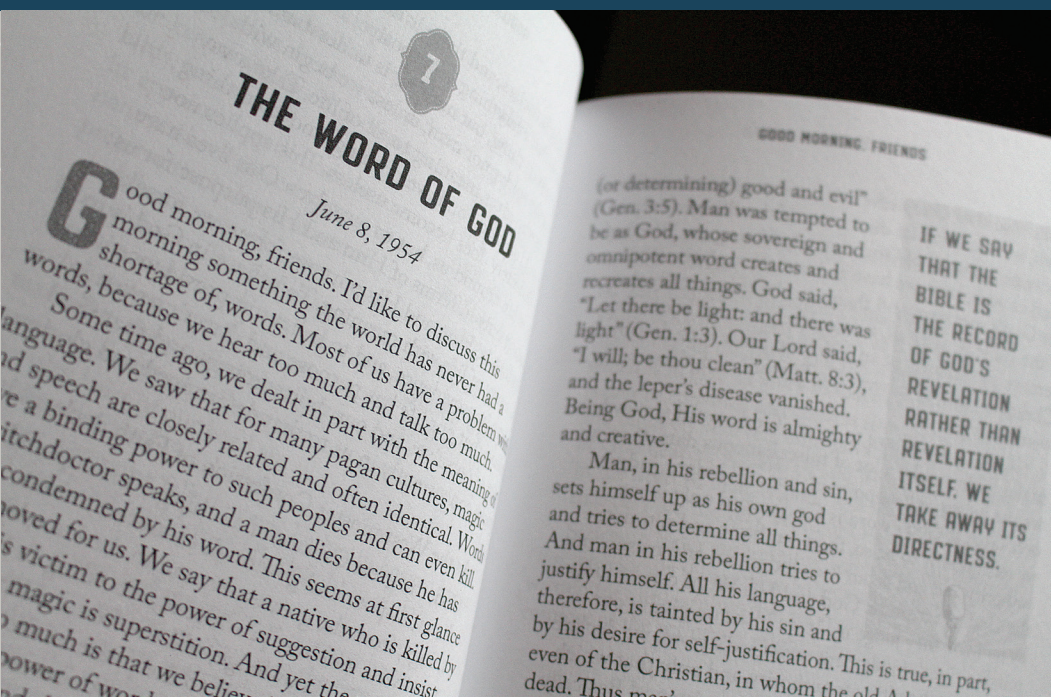 7
THE WORD OF GOD
June 8, 1954
Good morning, friends. I'd like to discuss this
morning something the world has never had a
shortage of, words. Most of us have a problem
words, because we hear too much and talk too much.
Some time ago, we dealt in part with the meaning
language. We saw that for many pagan cultures, magic
speech are closely related and often identical. Words
a binding power to such peoples and can even kill.
speaks, and a man dies because he has
condemned by his word. This seems at first glance
for us. We say that a native who is killed by
victim to the power of suggestion and insist
magic is superstition. And yet the
much is that we
GOOD MORNING, FRIENDS
(or determining) good and evil"
(Gen. 3:5). Man was tempted to
be as God, whose sovereign and
omnipotent word creates and
recreates all things. God said,
"Let there be light: and there was
light" (Gen. 1:3). Our Lord said,
"I will; be thou clean" (Matt. 8:3),
and the leper's disease vanished.
Being God, His word is almighty
and creative.
Man, in his rebellion and sin,
sets himself up as his own god
and tries to determine all things.
And man in his rebellion tries to
justify himself. All his language,
therefore, is tainted by his sin and
by his desire for self-justification. This is true, in part,
even of the Christian, in whom the old
dead. Thus
IF WE SAY
THAT THE
BIBLE IS
THE RECORD
OF GOD'S
REVELATION
RATHER THAN
REVELATION
ITSELF, WE
TAKE AWAY ITS
DIRECTNESS.